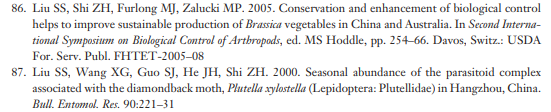 86. Liu SS, Shi ZH, Furlong MJ, Zalucki MP. 2005. Conservation and enhancement of biological control
helps to improve sustainable production of Brassica vegetables in China and Australia. In Second Interna-
tional Symposium on Biological Control of Arthropods, ed. MS Hoddle, pp. 254–66. Davos, Switz.: USDA
For. Serv. Publ. FHTET-2005–08
87. Liu SS, Wang XG, Guo SJ, He JH, Shi ZH. 2000. Seasonal abundance of the parasitoid complex
associated with the diamondback moth, Plutella xylostella (Lepidoptera: Plutellidae) in Hangzhou, China.
Bull. Entomol. Res. 90:221–31